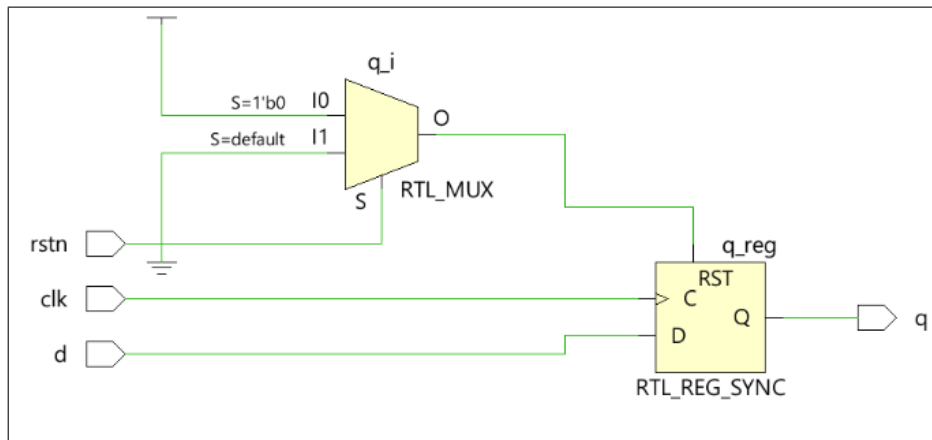 q_i
S=1'b0 I0
O
S=default I1
S RTL_MUX
rstn
q_reg
RST
clk
C
Q
q
d
D
RTL_REG_SYNC